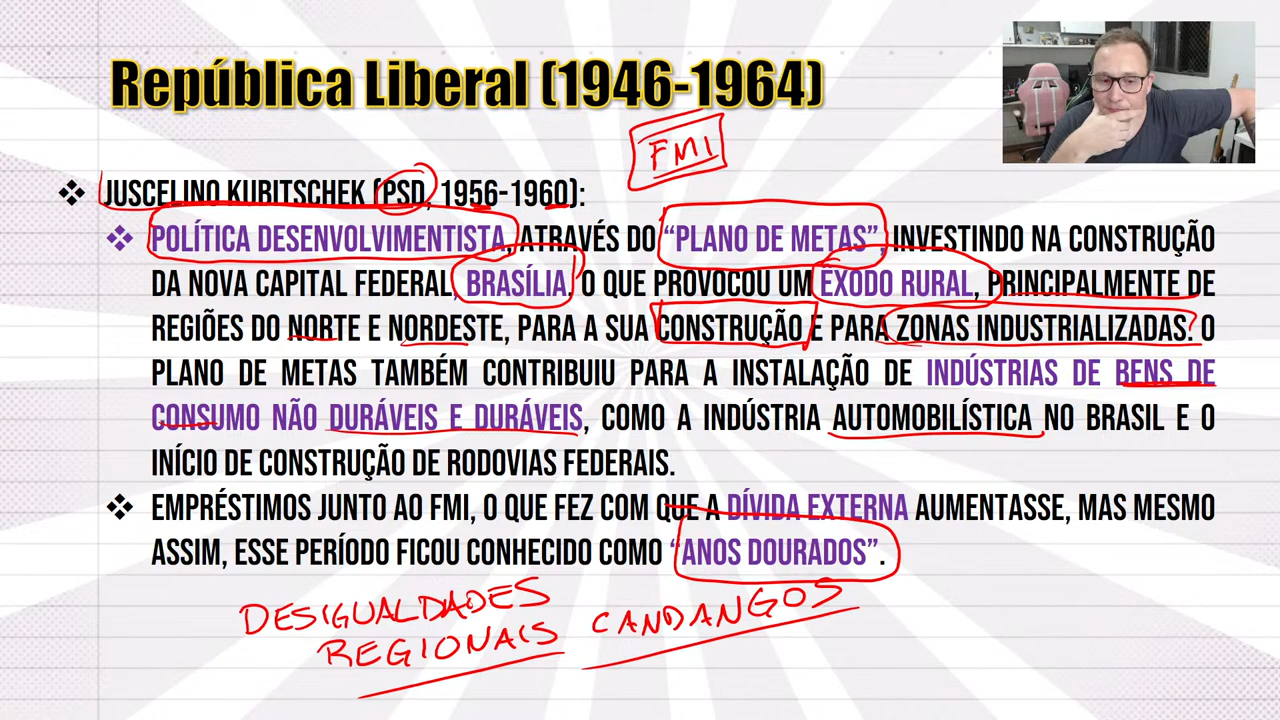 República Liberal (1946-1964)
FMI
❖ JUSCELINO KUBITSCHEK (PSD, 1956-1960):
❖ POLÍTICA DESENVOLVIMENTISTA, ATRAVÉS DO “PLANO DE METAS”, INVESTINDO NA CONSTRUÇÃO
DA NOVA CAPITAL FEDERAL, BRASÍLIA. O QUE PROVOCOU UM ÊXODO RURAL, PRINCIPALMENTE DE
REGIÕES DO NORTE E NORDESTE, PARA A SUA CONSTRUÇÃO E PARA ZONAS INDUSTRIALIZADAS. O
PLANO DE METAS TAMBÉM CONTRIBUIU PARA A INSTALAÇÃO DE INDÚSTRIAS DE BENS DE
CONSUMO NÃO DURÁVEIS E DURÁVEIS, COMO A INDÚSTRIA AUTOMOBILÍSTICA NO BRASIL E O
INÍCIO DE CONSTRUÇÃO DE RODOVIAS FEDERAIS.
❖ EMPRÉSTIMOS JUNTO AO FMI, O QUE FEZ COM QUE A DÍVIDA EXTERNA AUMENTASSE, MAS MESMO
ASSIM, ESSE PERÍODO FICOU CONHECIDO COMO “ANOS DOURADOS”.
DESIGUALDADES
REGIONAIS
CANDANGOS